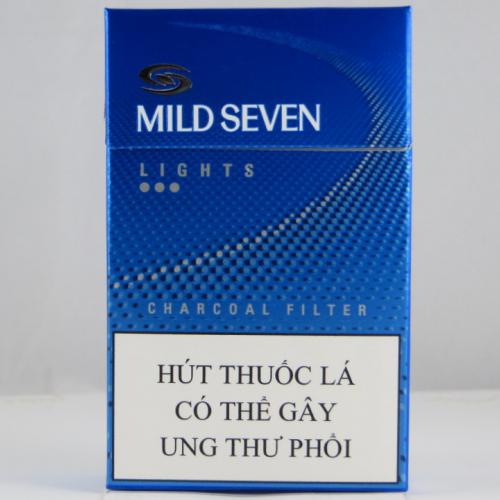 MILD SEVEN
LIGHTS
CHARCOAL FILTER
HÚT THUỐC LÁ
CÓ THỂ GÂY
UNG THƯ PHỔI